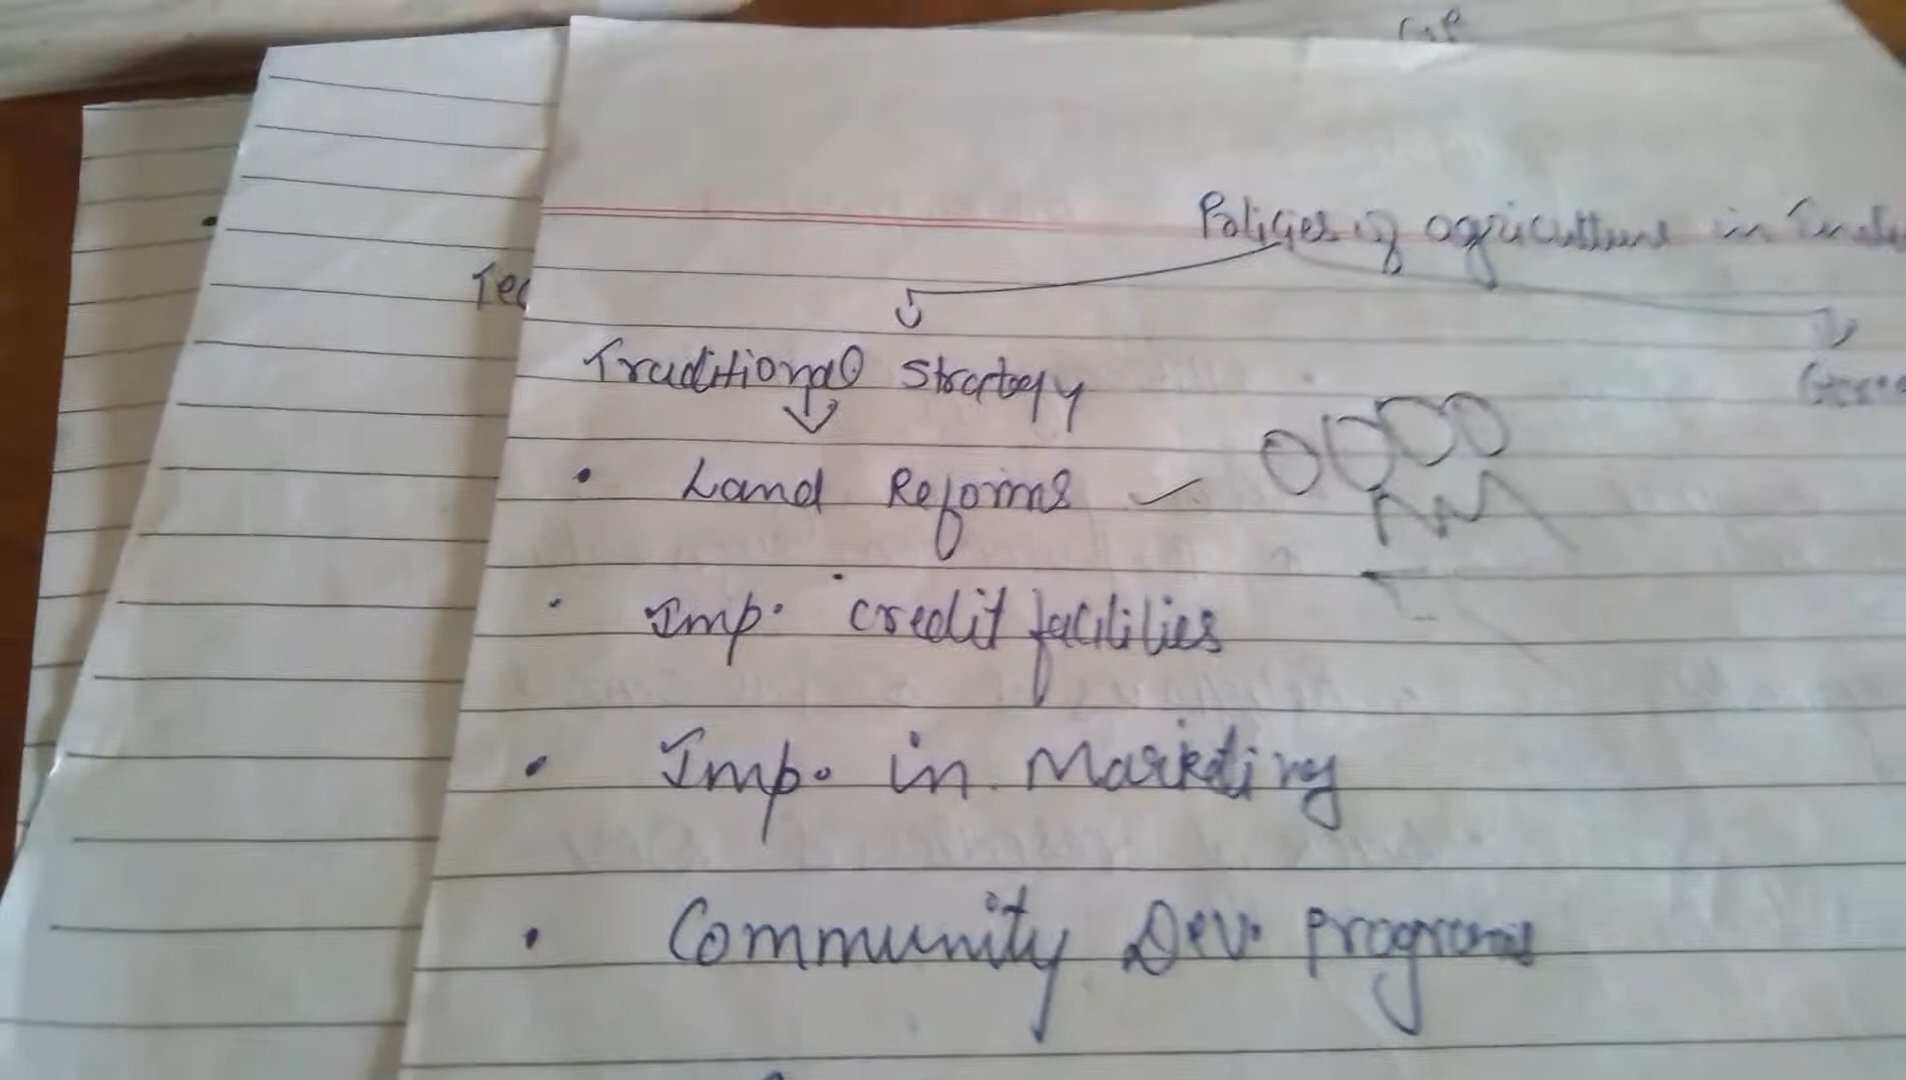 Policies of agriculture in
Traditional Strategy
• Land Reforms ✓
• Imp. credit facilities
• Imp. in Marketing
• Community Dev. programs